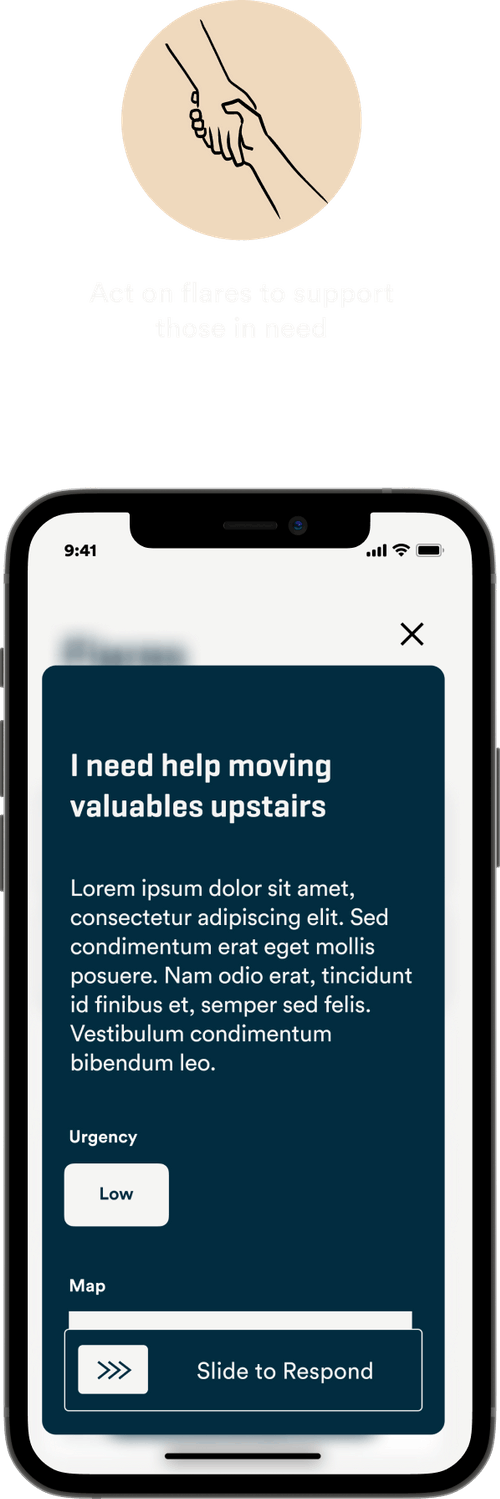 Act on flares to support
those in need
9:41
Flares
I need help moving
valuables upstairs
Lorem ipsum dolor sit amet,
consectetur adipiscing elit. Sed
condimentum erat eget mollis
posuere. Nam odio erat, tincidunt
id finibus et, semper sed felis.
Vestibulum condimentum
bibendum leo.
Urgency
Low
Map
Slide to Respond